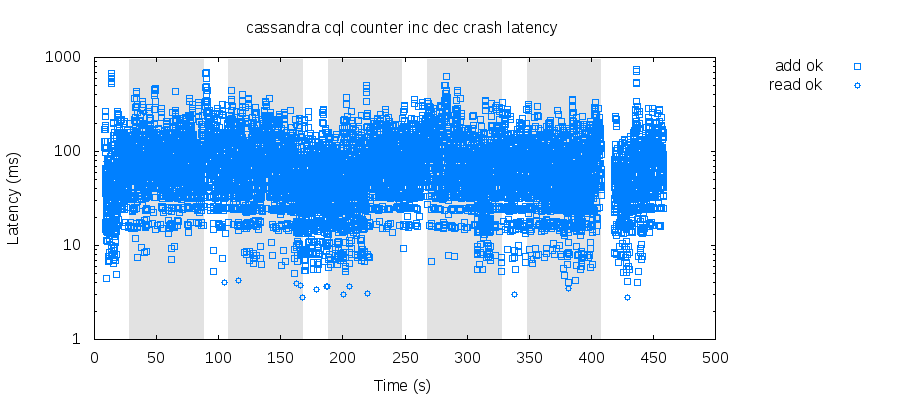 cassandra cql counter inc dec crash latency
add ok
read ok
1000
100
10
1
Latency (ms)
0 50 100 150 200 250 300 350 400 450 500
Time (s)